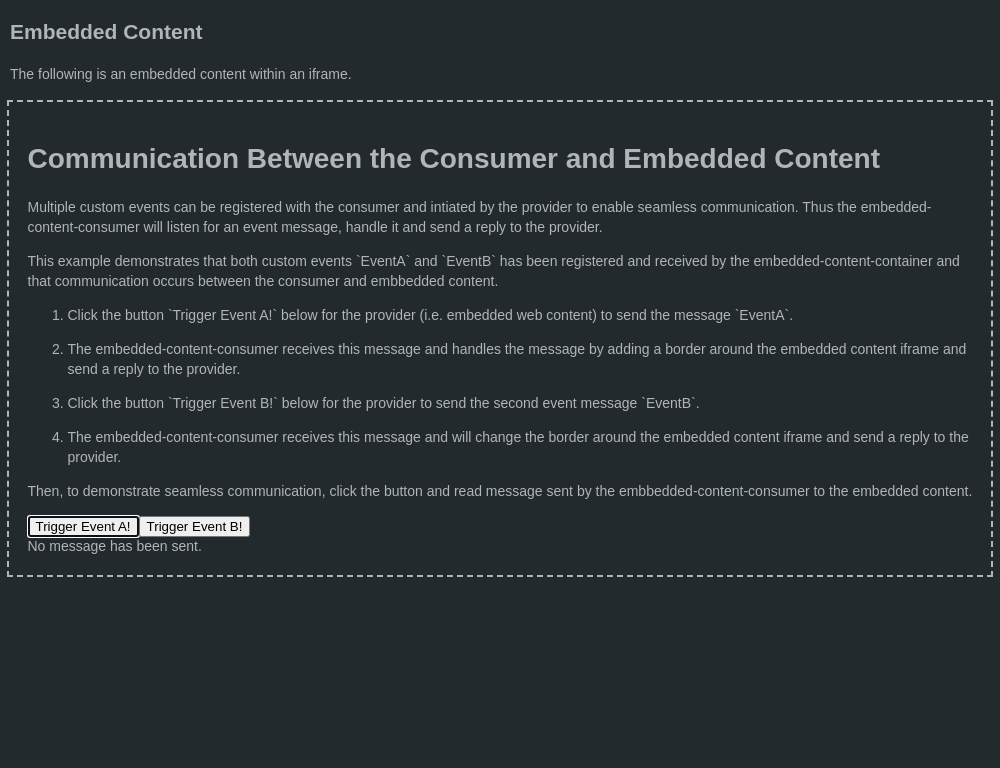 Embedded Content
The following is an embedded content within an iframe.
Communication Between the Consumer and Embedded Content
Multiple custom events can be registered with the consumer and intiated by the provider to enable seamless communication. Thus the embedded-
content-consumer will listen for an event message, handle it and send a reply to the provider.
This example demonstrates that both custom events `EventA` and `EventB` has been registered and received by the embedded-content-container and
that communication occurs between the consumer and embbedded content.
1. Click the button `Trigger Event A!` below for the provider (i.e. embedded web content) to send the message `EventA`.
2. The embedded-content-consumer receives this message and handles the message by adding a border around the embedded content iframe and
send a reply to the provider.
3. Click the button `Trigger Event B!` below for the provider to send the second event message `EventB`.
4. The embedded-content-consumer receives this message and will change the border around the embedded content iframe and send a reply to the
provider.
Then, to demonstrate seamless communication, click the button and read message sent by the embbedded-content-consumer to the embedded content.
Trigger Event A! Trigger Event B!
No message has been sent.